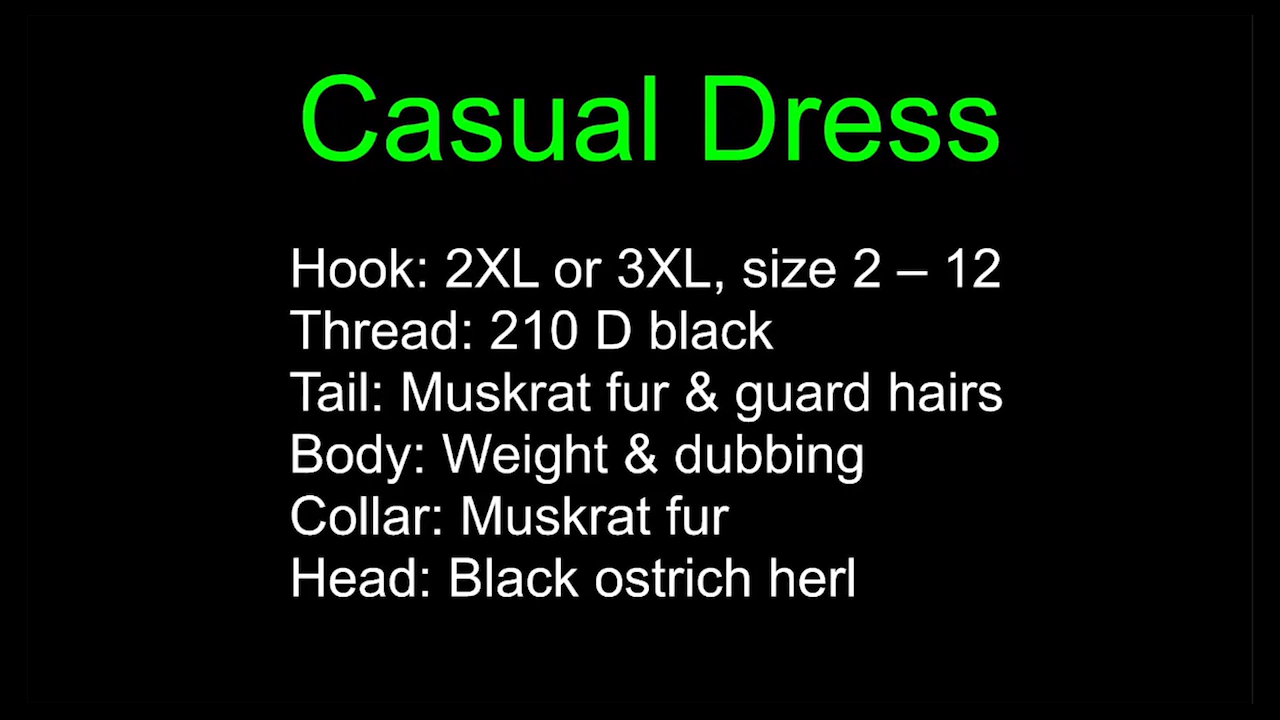 Casual Dress
Hook: 2XL or 3XL, size 2 – 12
Thread: 210 D black
Tail: Muskrat fur & guard hairs
Body: Weight & dubbing
Collar: Muskrat fur
Head: Black ostrich herl